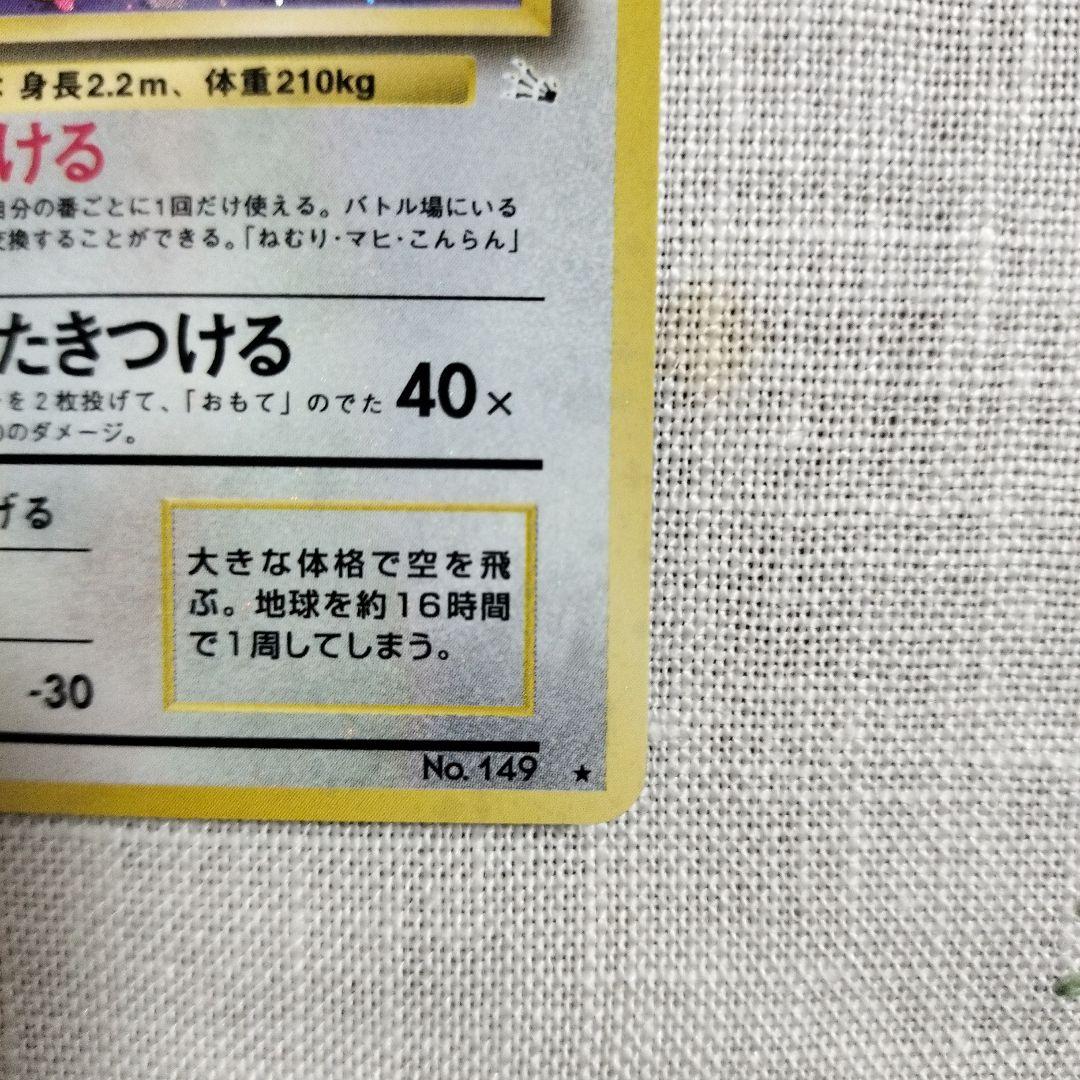 : 身長2.2m、体重210kg
ける
自分の番ごとに1回だけ使える。バトル場にいる
交換することができる。「ねむり・マヒ・こんらん」
たきつける
を2枚投げて、「おもて」のでた 40×
のダメージ。
げる
大きな体格で空を飛
ぶ。地球を約16時間
で1周してしまう。
-30
No. 149 ★